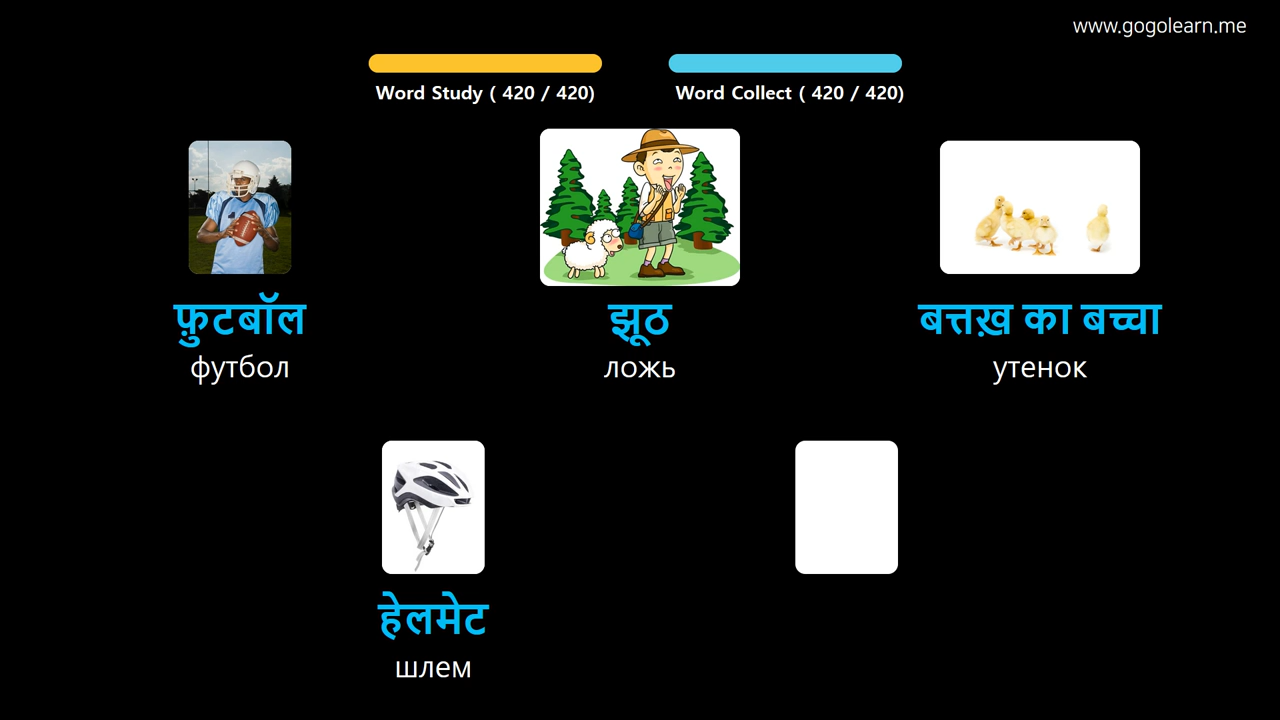 www.gogolearn.me
Word Study ( 420 / 420)
Word Collect ( 420 / 420)
फ़ुटबॉल
футбол
झूठ
ложь
बत्तख़ का बच्चा
утенок
हेलमेट
шлем